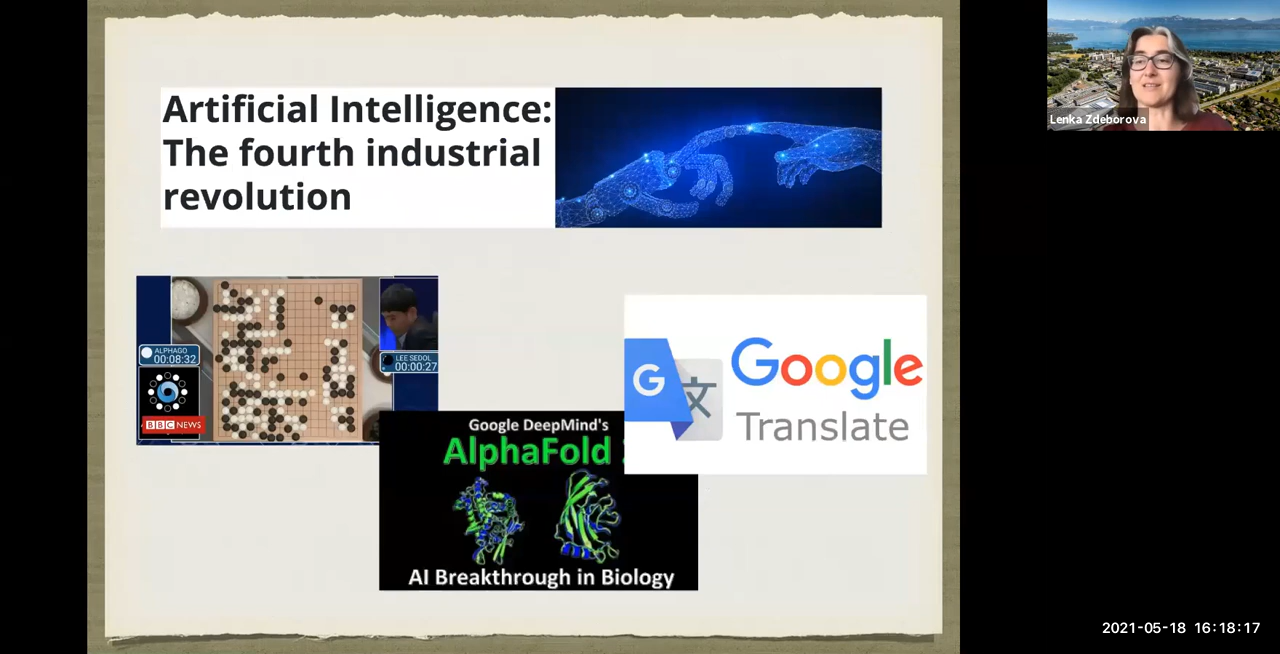 Artificial Intelligence:
The fourth industrial
revolution
Lenka Zdeborova
ALPHAGO
00:08:32
LEE SEDOL
00:00:27
BBC NEWS
Google DeepMind's
AlphaFold
AI Breakthrough in Biology
G 文
Google
Translate
2021-05-18 16:18:17